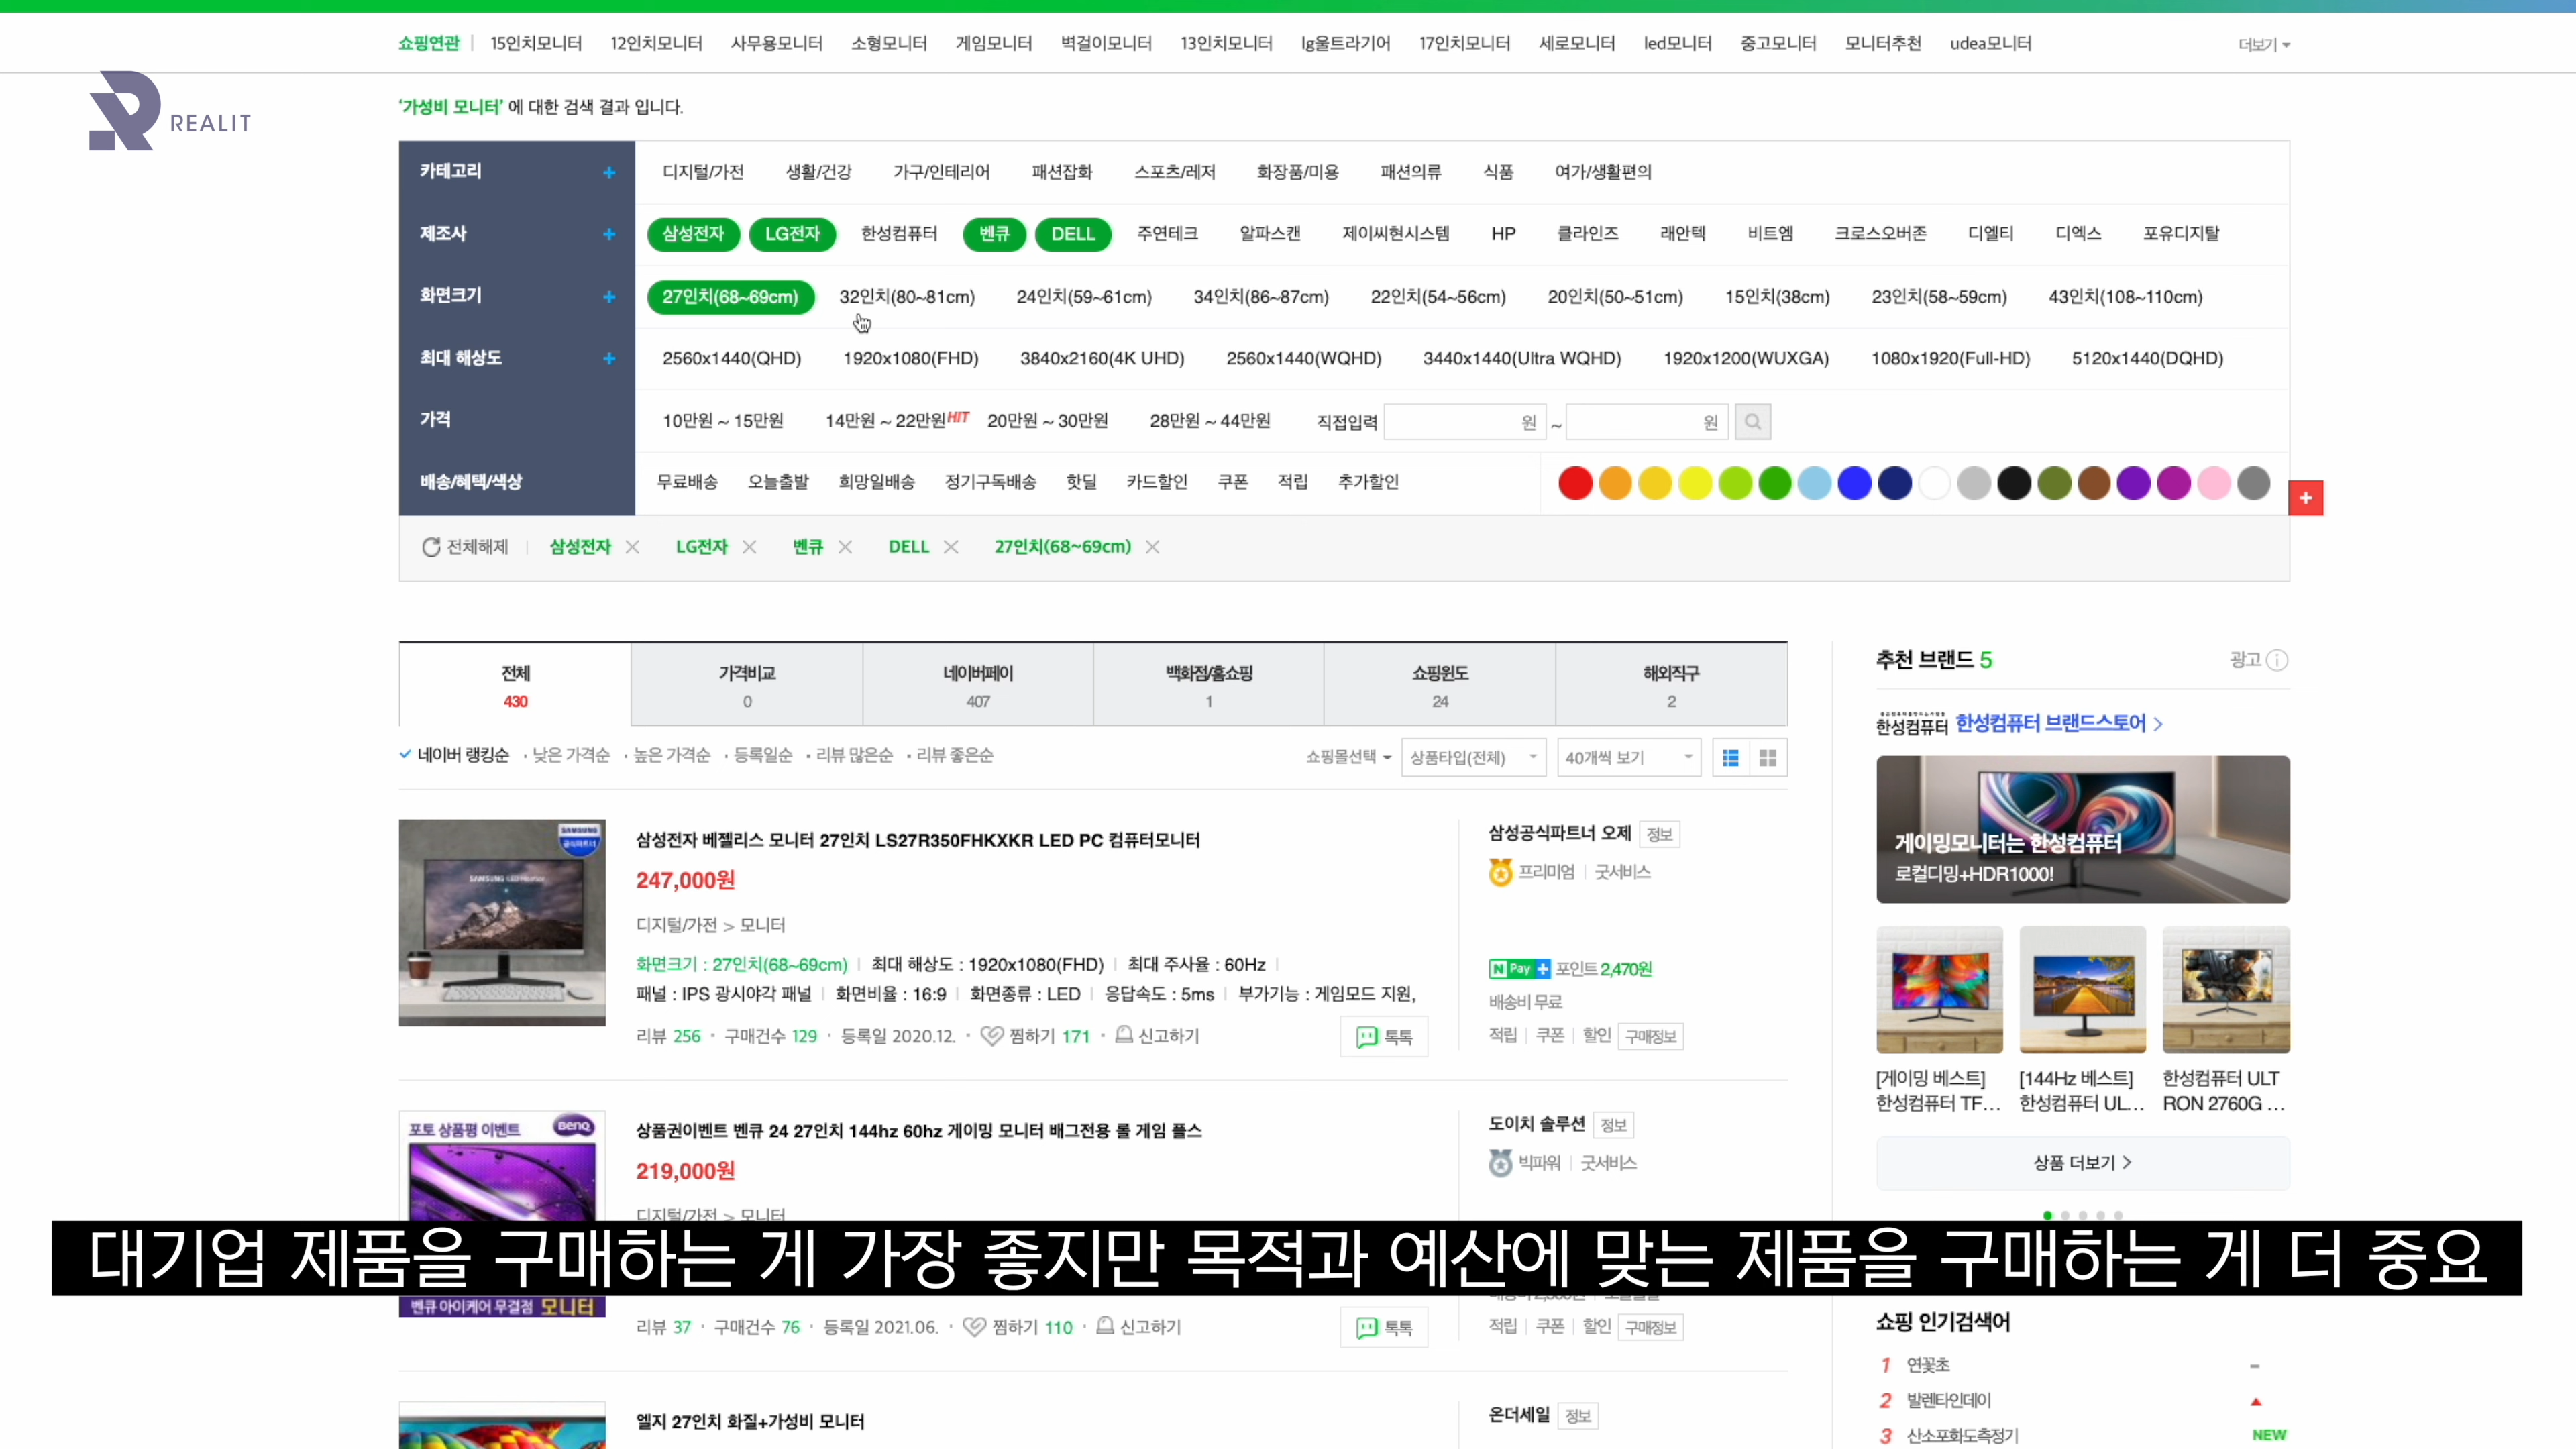 쇼핑연관 15인치모니터 12인치모니터 사무용모니터 소형모니터 게임모니터 벽걸이모니터 13인치모니터 lg울트라기어 17인치모니터 세로모니터 led모니터 중고모니터 모니터추천 udea모니터 더보기
REALIT
'가성비 모니터' 에 대한 검색 결과 입니다.
카테고리 + 디지털/가전 생활/건강 가구/인테리어 패션잡화 스포츠/레저 화장품/미용 패션의류 식품 여가/생활편의
제조사 + 삼성전자 LG전자 한성컴퓨터 벤큐 DELL 주연테크 알파스캔 제이씨현시스템 HP 클라인즈 래안텍 비트엠 크로스오버존 디엘티 디엑스 포유디지탈
화면크기 + 27인치(68~69cm) 32인치(80~81cm) 24인치(59~61cm) 34인치(86~87cm) 22인치(54~56cm) 20인치(50~51cm) 15인치(38cm) 23인치(58~59cm) 43인치(108~110cm)
최대 해상도 + 2560x1440(QHD) 1920x1080(FHD) 3840x2160(4K UHD) 2560x1440(WQHD) 3440x1440(Ultra WQHD) 1920x1200(WUXGA) 1080x1920(Full-HD) 5120x1440(DQHD)
가격 10만원 ~ 15만원 14만원 ~ 22만원HIT 20만원 ~ 30만원 28만원 ~ 44만원 직접입력 원 ~ 원
배송/혜택/색상 무료배송 오늘출발 희망일배송 정기구독배송 핫딜 카드할인 쿠폰 적립 추가할인
+
전체해제 삼성전자 LG전자 벤큐 DELL 27인치(68~69cm)
전체 가격비교 네이버페이 백화점/홈쇼핑 쇼핑윈도 해외직구
430 0 407 1 24 2
네이버 랭킹순 · 낮은 가격순 · 높은 가격순 · 등록일순 · 리뷰 많은순 · 리뷰 좋은순 쇼핑몰선택 상품타입(전체) 40개씩 보기
SAMSUNG
공식파트너
SAMSUNG LED Monitor
삼성전자 베젤리스 모니터 27인치 LS27R350FHKXKR LED PC 컴퓨터모니터
247,000원
디지털/가전 > 모니터
화면크기 : 27인치(68~69cm) 최대 해상도 : 1920x1080(FHD) 최대 주사율 : 60Hz
패널 : IPS 광시야각 패널 화면비율 : 16:9 화면종류 : LED 응답속도 : 5ms 부가기능 : 게임모드 지원,
리뷰 256 · 구매건수 129 · 등록일 2020.12. · 찜하기 171 · 신고하기 톡톡
삼성공식파트너 오제 정보
프리미엄 굿서비스
N Pay + 포인트 2,470원
배송비 무료
적립 쿠폰 할인 구매정보
포토 상품평 이벤트 BenQ
상품권이벤트 벤큐 24 27인치 144hz 60hz 게이밍 모니터 배그전용 롤 게임 플스
219,000원
디지털/가전 > 모니터
도이치 솔루션 정보
빅파워 굿서비스
대기업 제품을 구매하는 게 가장 좋지만 목적과 예산에 맞는 제품을 구매하는 게 더 중요
벤큐 아이케어 무결점 모니터
리뷰 37 · 구매건수 76 · 등록일 2021.06. · 찜하기 110 · 신고하기 톡톡
적립 쿠폰 할인 구매정보
엘지 27인치 화질+가성비 모니터
온더세일 정보
추천 브랜드 5 광고
한성컴퓨터 한성컴퓨터 브랜드스토어 >
게이밍모니터는 한성컴퓨터
로컬디밍+HDR1000!
[게이밍 베스트] [144Hz 베스트] 한성컴퓨터 ULT
한성컴퓨터 TF... 한성컴퓨터 UL... RON 2760G ...
상품 더보기 >
쇼핑 인기검색어
1 연꽃초 –
2 발렌타인데이
3 산소포화도측정기 NEW